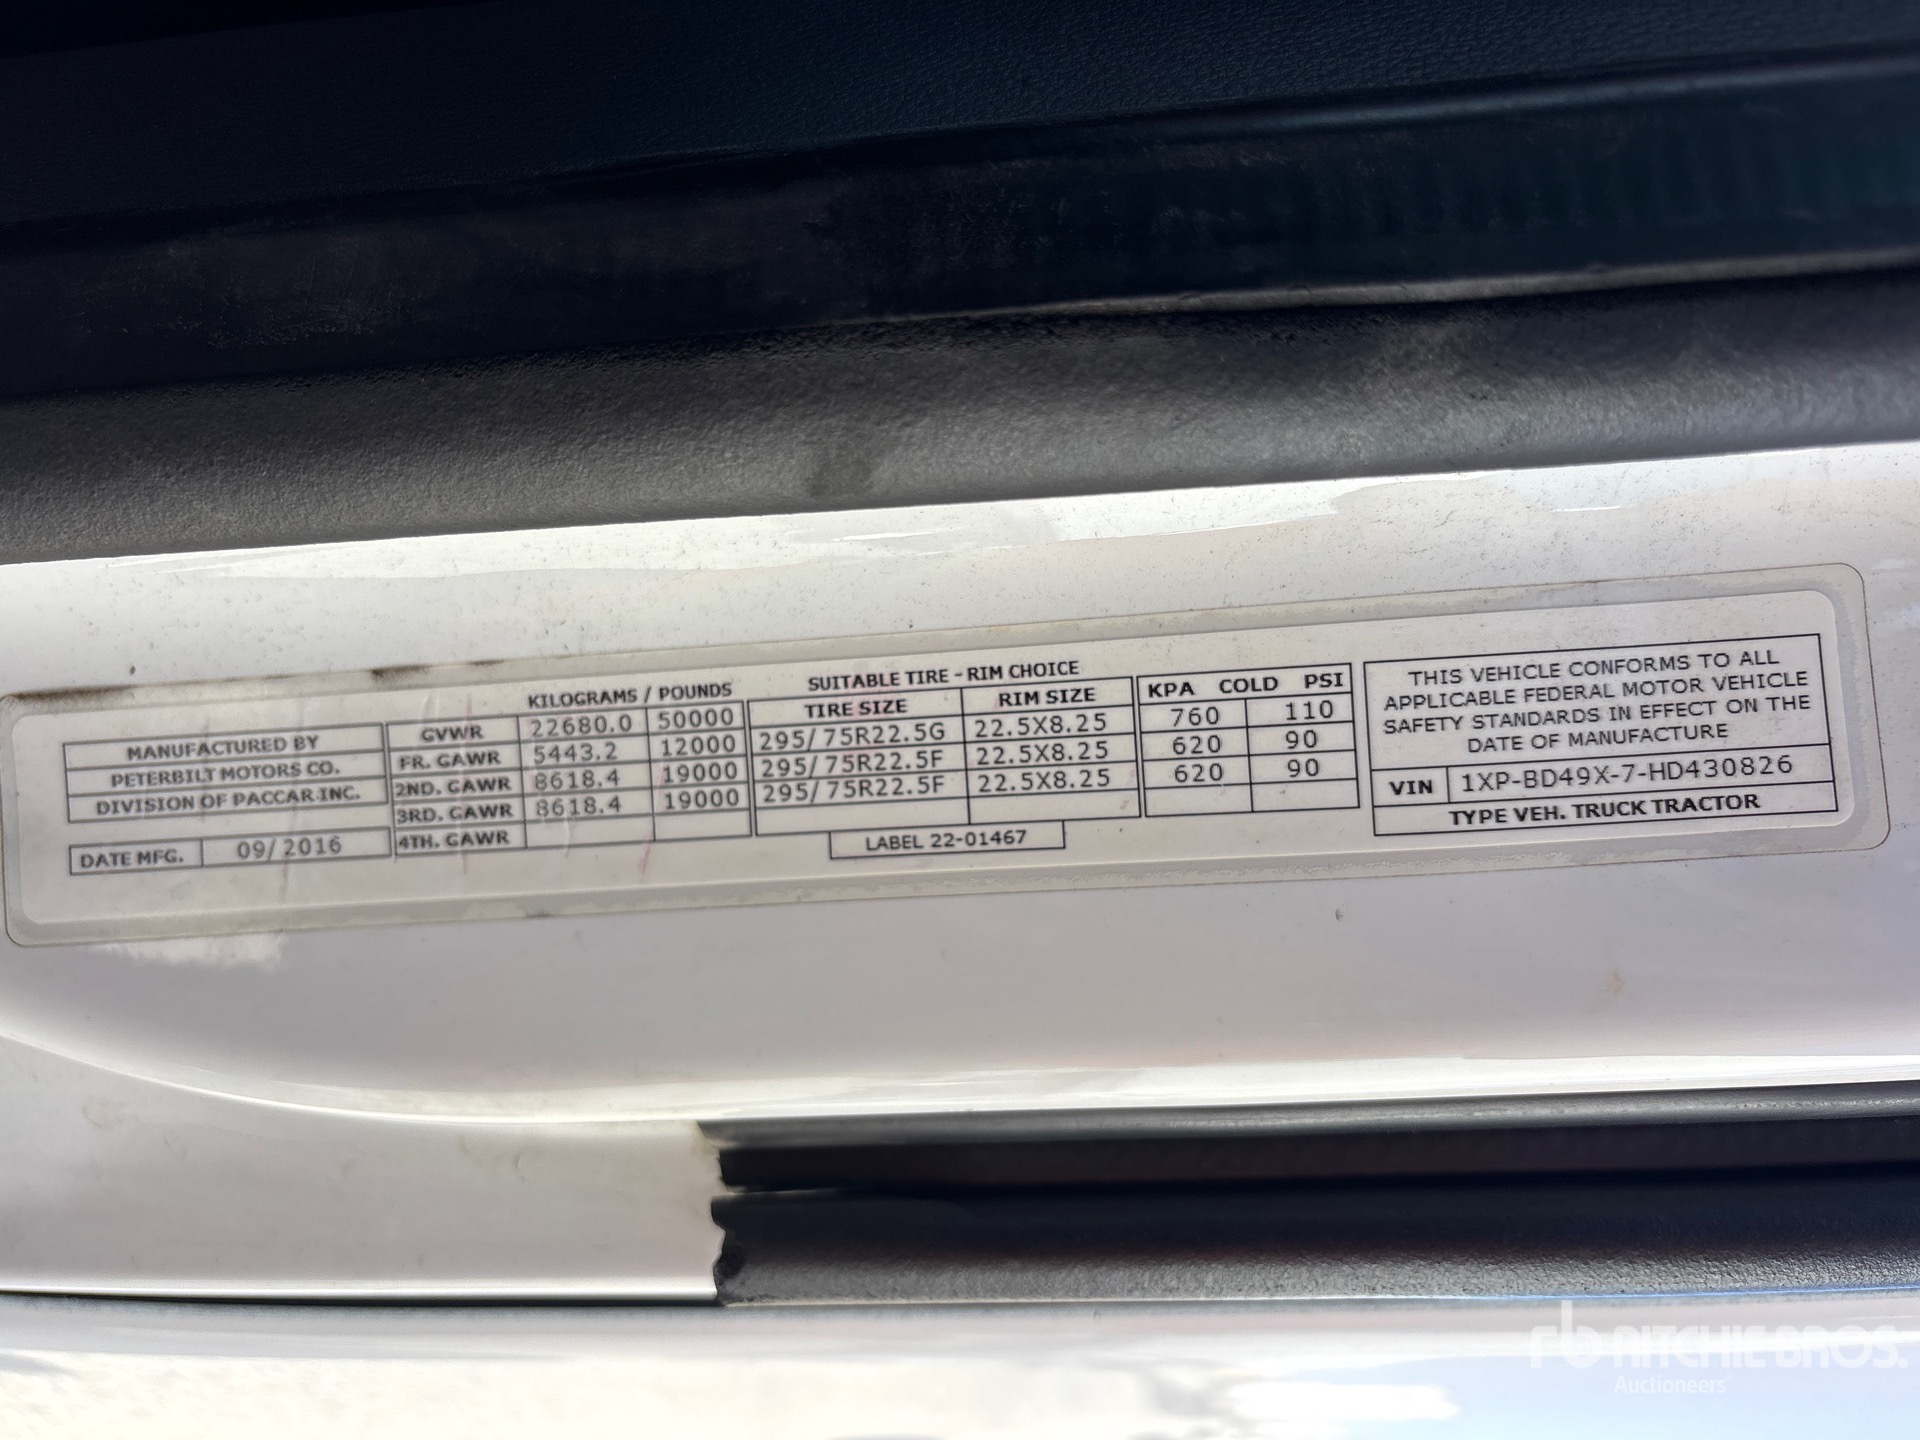 MANUFACTURED BY
PETERBILT MOTORS CO.
DIVISION OF PACCAR INC.
DATE MFG. 09/2016
KILOGRAMS / POUNDS
GVWR 22680.0 50000
FR. GAWR 5443.2 12000
2ND. GAWR 8618.4 19000
3RD. GAWR 8618.4 19000
4TH. GAWR
SUITABLE TIRE - RIM CHOICE
TIRE SIZE RIM SIZE
295/75R22.5G 22.5X8.25
295/75R22.5F 22.5X8.25
295/75R22.5F 22.5X8.25
LABEL 22-01467
KPA COLD PSI
760 110
620 90
620 90
THIS VEHICLE CONFORMS TO ALL
APPLICABLE FEDERAL MOTOR VEHICLE
SAFETY STANDARDS IN EFFECT ON THE
DATE OF MANUFACTURE
VIN 1XP-BD49X-7-HD430826
TYPE VEH. TRUCK TRACTOR
rb RITCHIE BROS.
Auctioneers